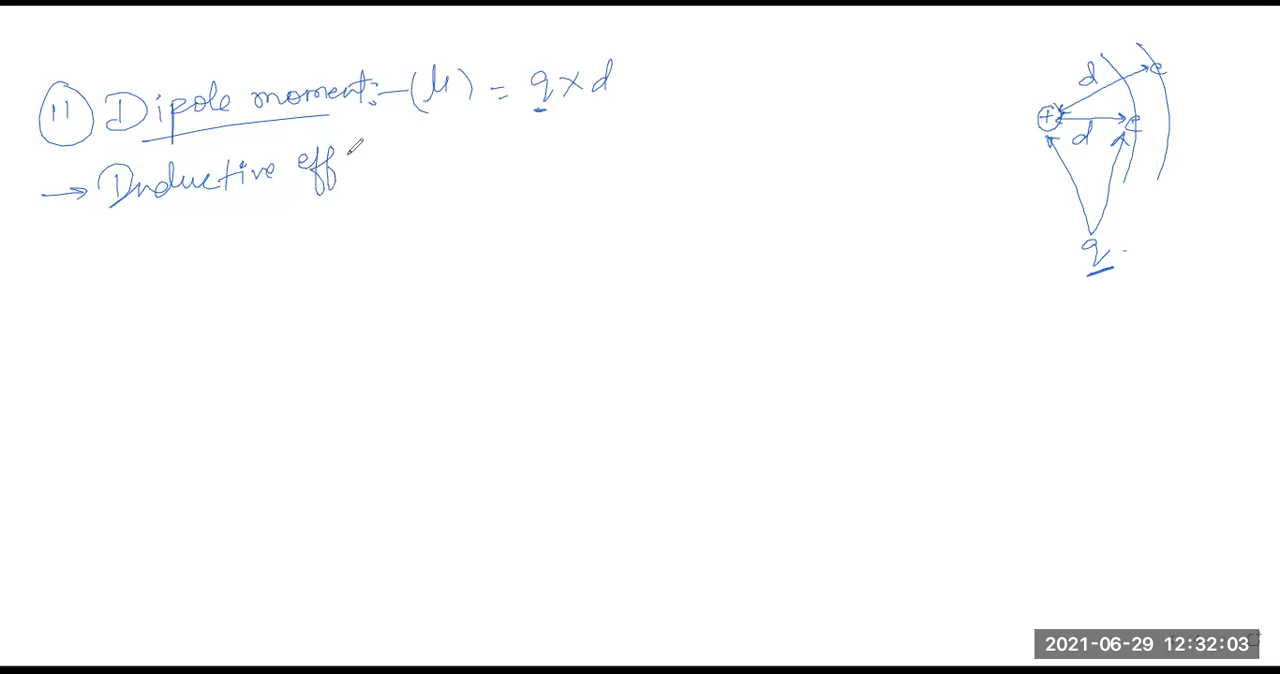 11 Dipole moment:-(μ) = q x d
→ Inductive eff
d
e
+
e
d
q
2021-06-29 12:32:03